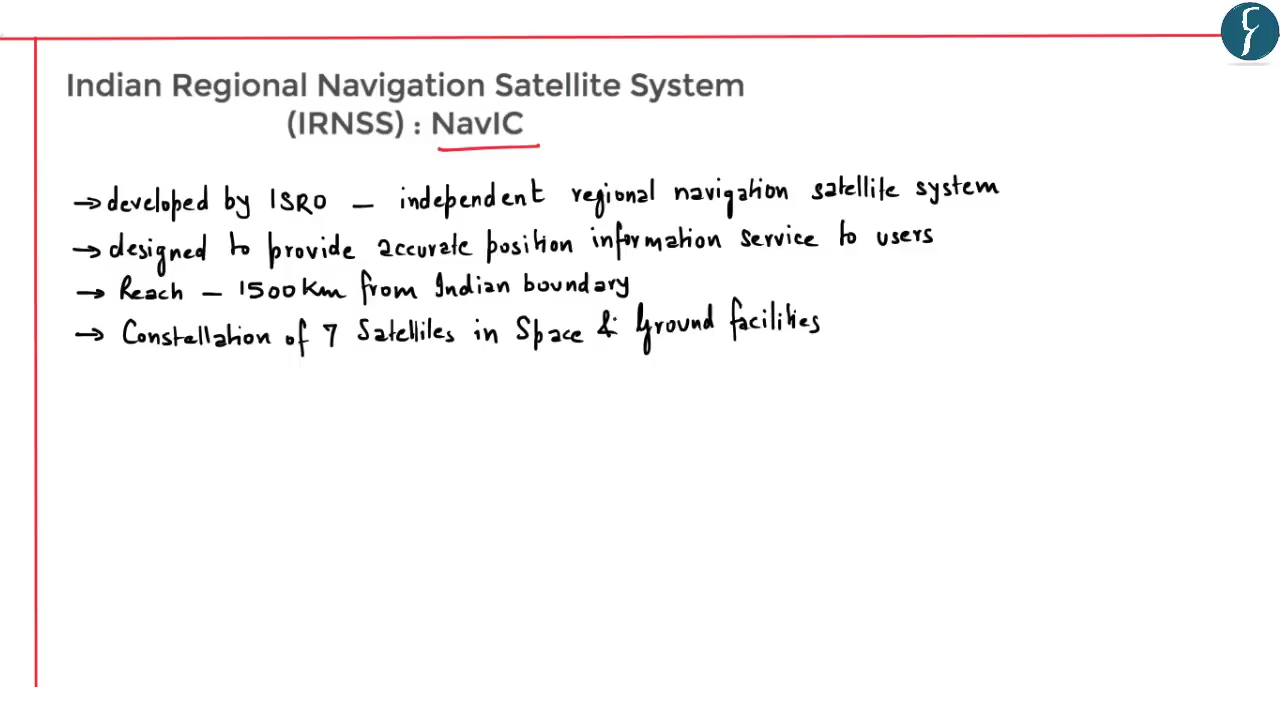 Indian Regional Navigation Satellite System
(IRNSS) : NavIC
→ developed by ISRO – independent regional navigation satellite system
→ designed to provide accurate position information service to users
→ Reach – 1500 Km from Indian boundary
→ Constellation of 7 Satellites in Space & Ground facilities